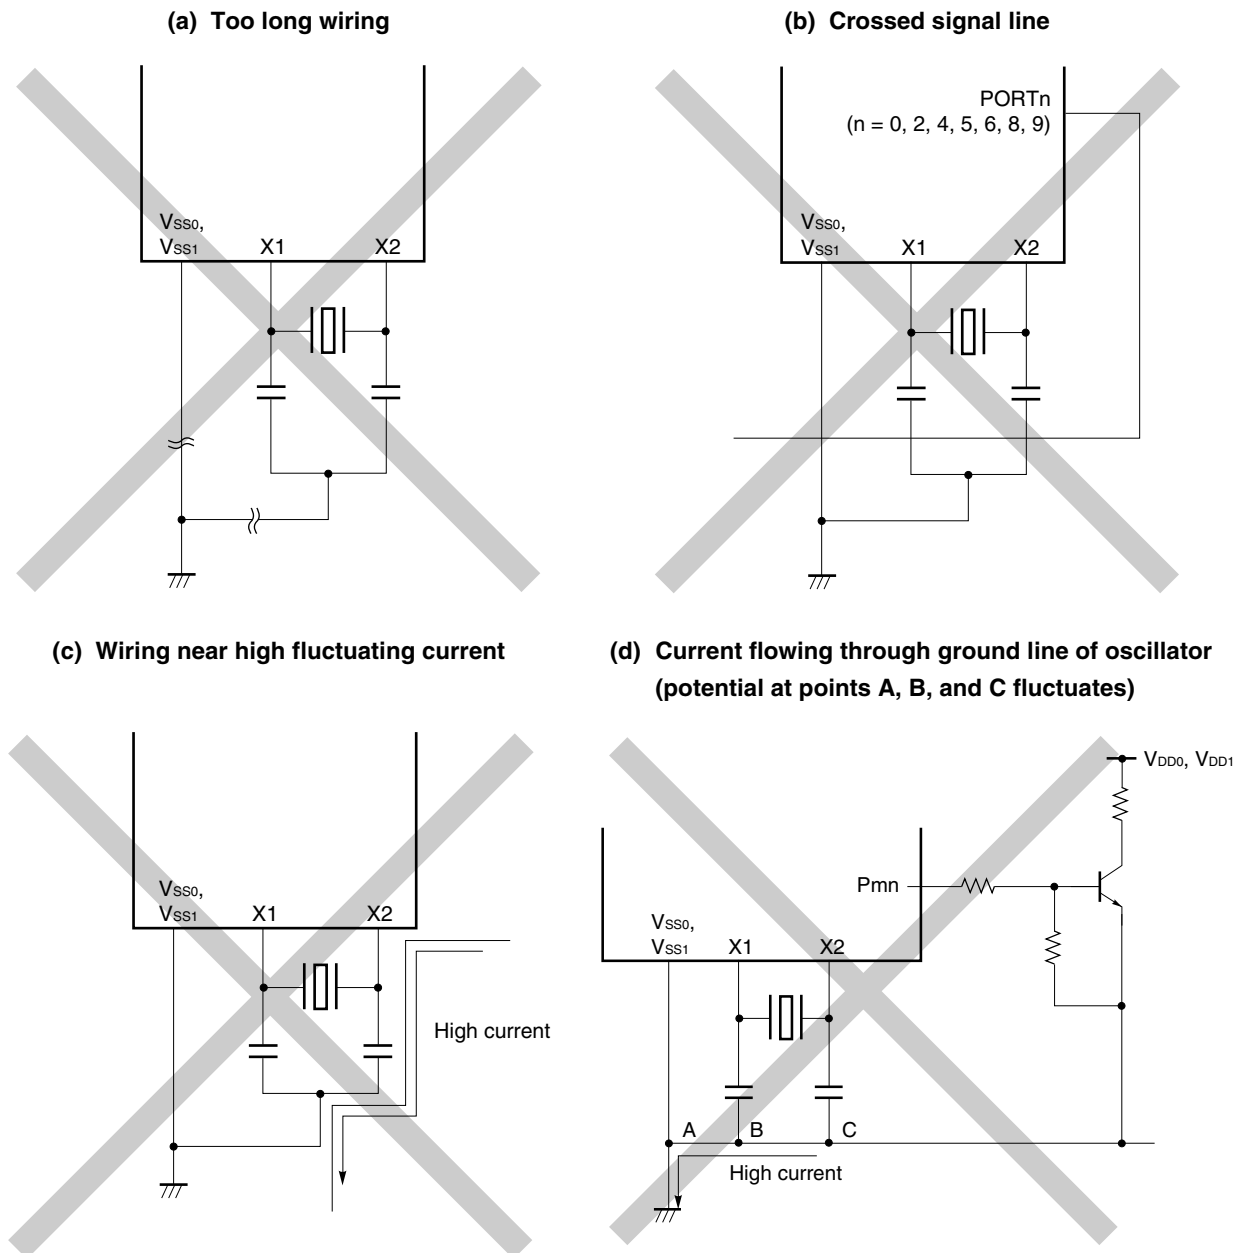 (a) Too long wiring
VSS0,
VSS1 X1 X2
(b) Crossed signal line
PORTn
(n = 0, 2, 4, 5, 6, 8, 9)
VSS0,
VSS1 X1 X2
(c) Wiring near high fluctuating current
VSS0,
VSS1 X1 X2
High current
(d) Current flowing through ground line of oscillator
(potential at points A, B, and C fluctuates)
VDD0, VDD1
Pmn
VSS0,
VSS1 X1 X2
A B C
High current